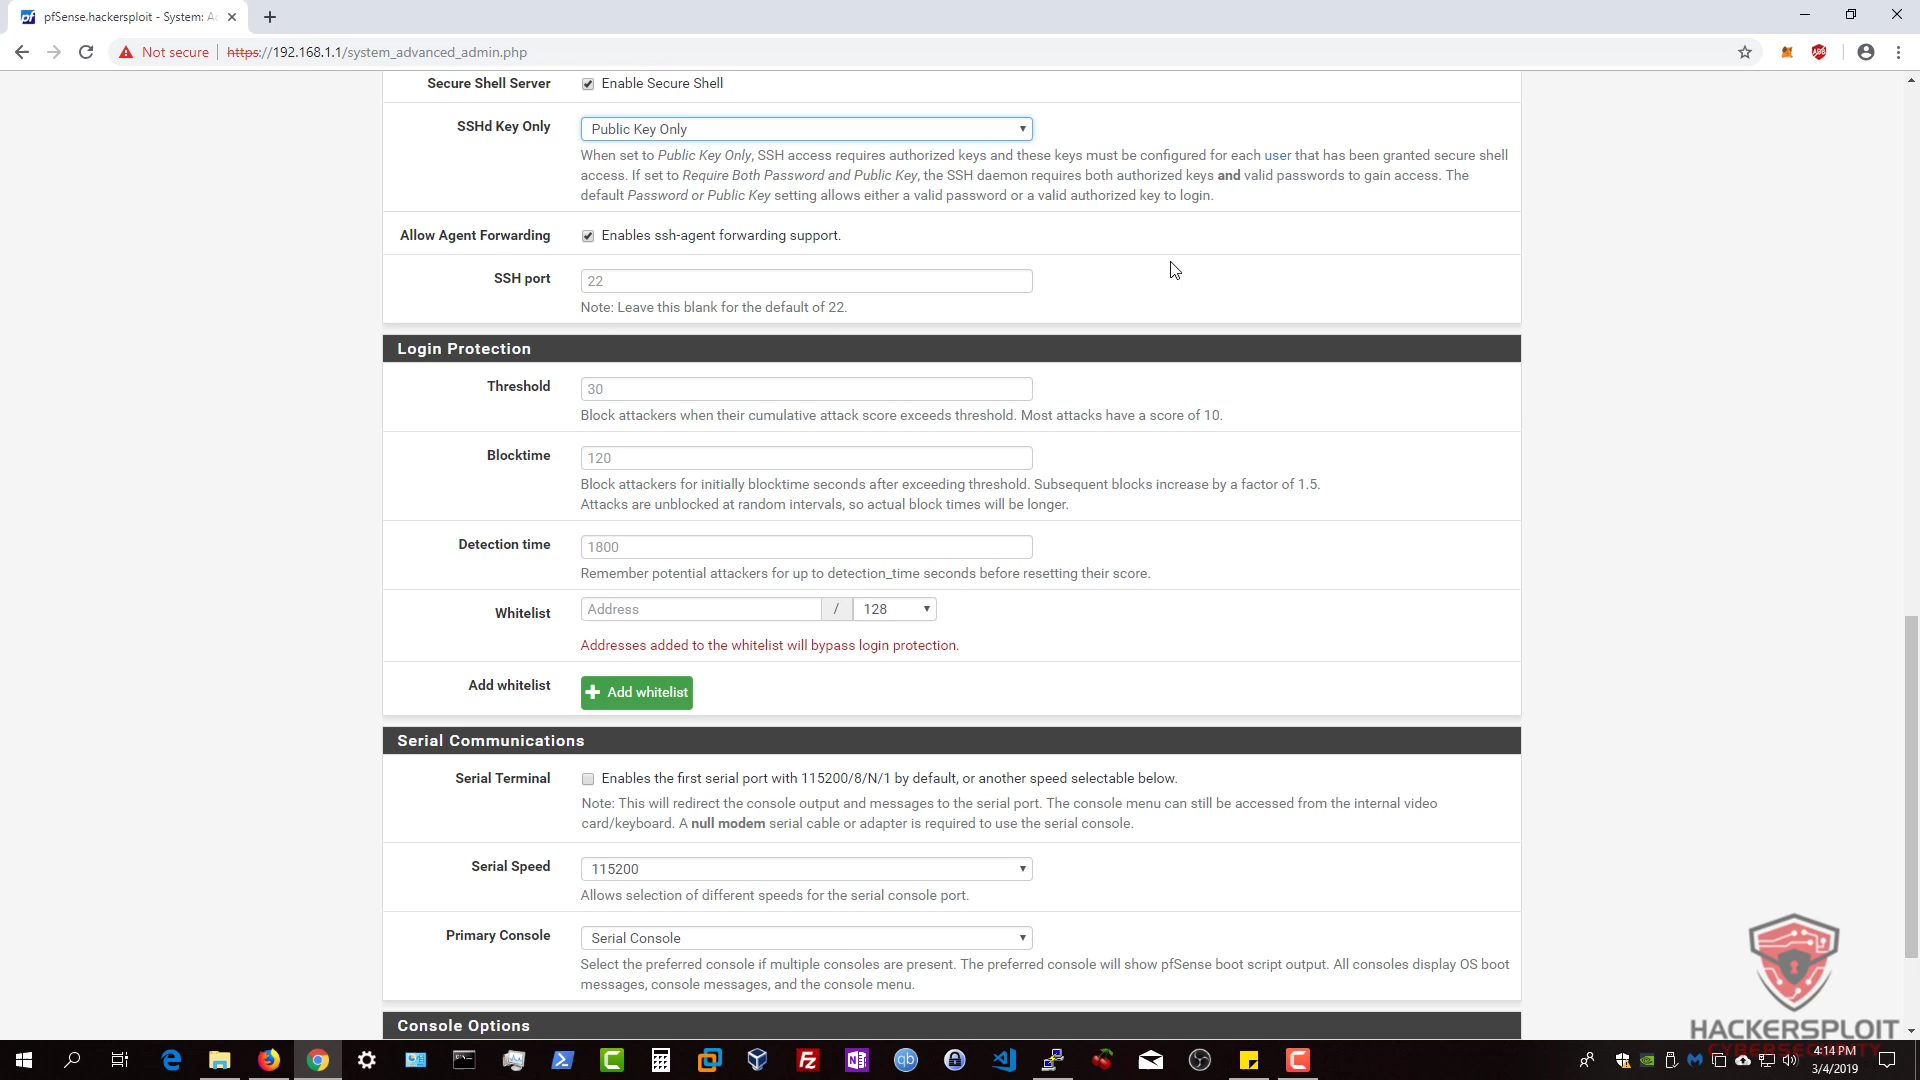 pfSense.hackersploit - System: A
Not secure
https://192.168.1.1/system_advanced_admin.php
Secure Shell Server
Enable Secure Shell
SSHd Key Only
Public Key Only
When set to Public Key Only, SSH access requires authorized keys and these keys must be configured for each user that has been granted secure shell
access. If set to Require Both Password and Public Key, the SSH daemon requires both authorized keys and valid passwords to gain access. The
default Password or Public Key setting allows either a valid password or a valid authorized key to login.
Allow Agent Forwarding
Enables ssh-agent forwarding support.
SSH port
22
Note: Leave this blank for the default of 22.
Login Protection
Threshold
30
Block attackers when their cumulative attack score exceeds threshold. Most attacks have a score of 10.
Blocktime
120
Block attackers for initially blocktime seconds after exceeding threshold. Subsequent blocks increase by a factor of 1.5.
Attacks are unblocked at random intervals, so actual block times will be longer.
Detection time
1800
Remember potential attackers for up to detection_time seconds before resetting their score.
Whitelist
Address / 128
Addresses added to the whitelist will bypass login protection.
Add whitelist
Add whitelist
Serial Communications
Serial Terminal
Enables the first serial port with 115200/8/N/1 by default, or another speed selectable below.
Note: This will redirect the console output and messages to the serial port. The console menu can still be accessed from the internal video
card/keyboard. A null modem serial cable or adapter is required to use the serial console.
Serial Speed
115200
Allows selection of different speeds for the serial console port.
Primary Console
Serial Console
Select the preferred console if multiple consoles are present. The preferred console will show pfSense boot script output. All consoles display OS boot
messages, console messages, and the console menu.
Console Options
HACKERSPLOIT
CYBERSECURITY
4:14 PM
3/4/2019